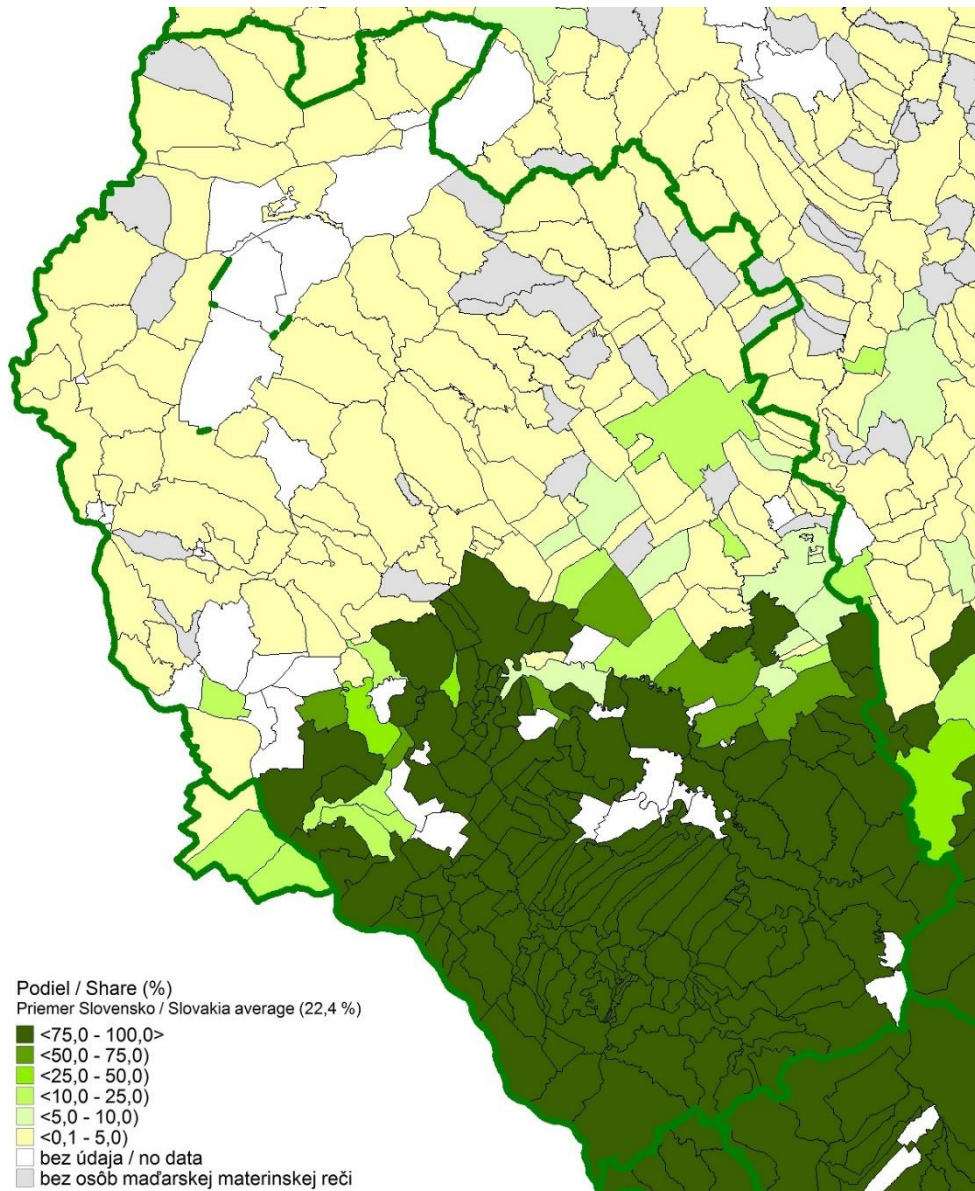 Podiel / Share (%)
Priemer Slovensko / Slovakia average (22,4 %)
<75,0 - 100,0>
<50,0 - 75,0)
<25,0 - 50,0)
<10,0 - 25,0)
<5,0 - 10,0)
<0,1 - 5,0)
bez údaja / no data
bez osôb maďarskej materinskej reči